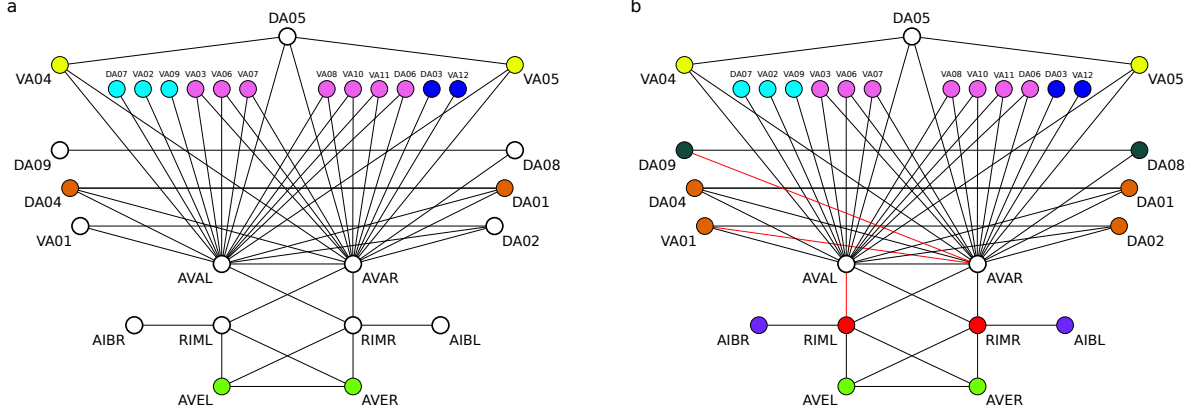 a
DA05
VA04
DA07 VA02 VA09 VA03 VA06 VA07 VA08 VA10 VA11 DA06 DA03 VA12
VA05
DA09
DA08
DA04
DA01
VA01
DA02
AVAL
AVAR
AIBR
RIML
RIMR
AIBL
AVEL
AVER
b
DA05
VA04
DA07 VA02 VA09 VA03 VA06 VA07 VA08 VA10 VA11 DA06 DA03 VA12
VA05
DA09
DA08
DA04
DA01
VA01
DA02
AVAL
AVAR
AIBR
RIML
RIMR
AIBL
AVEL
AVER